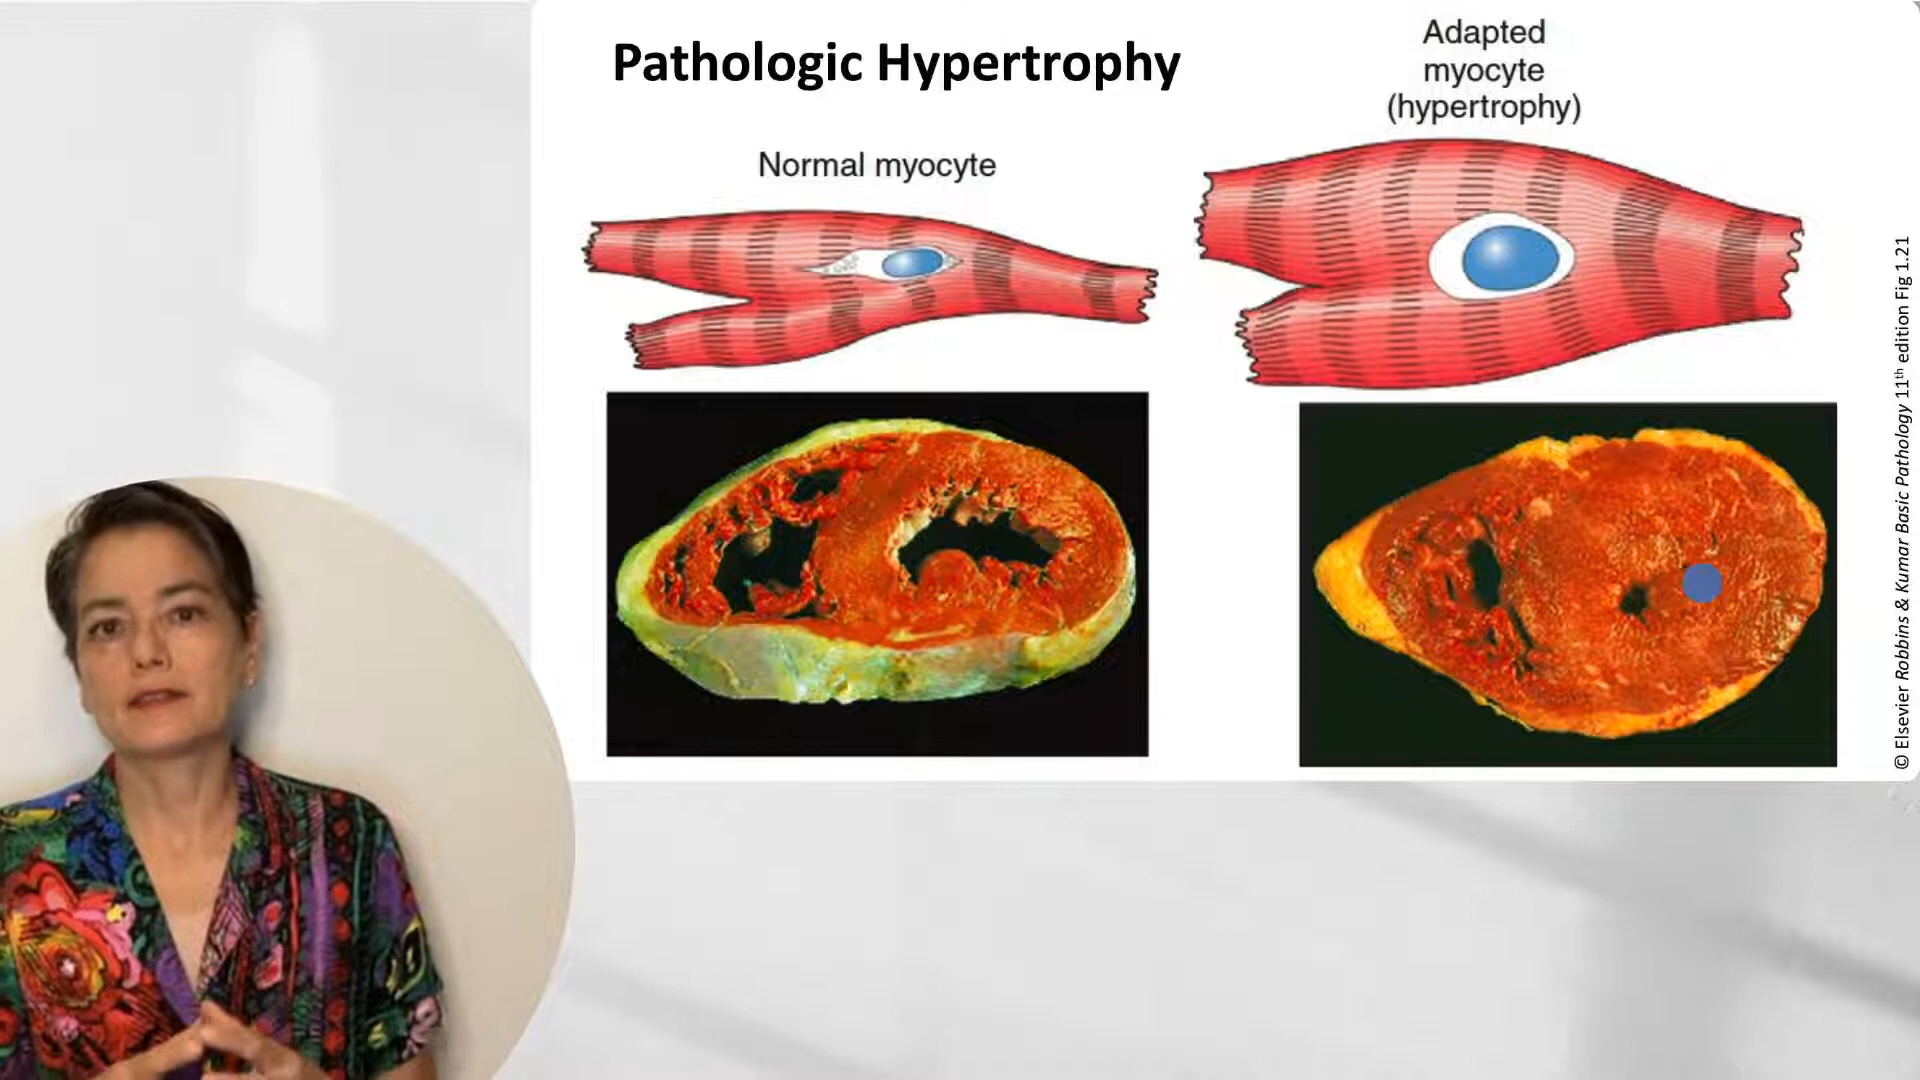 Pathologic Hypertrophy
Adapted
myocyte
(hypertrophy)
Normal myocyte
© Elsevier Robbins & Kumar Basic Pathology 11th edition Fig 1.21